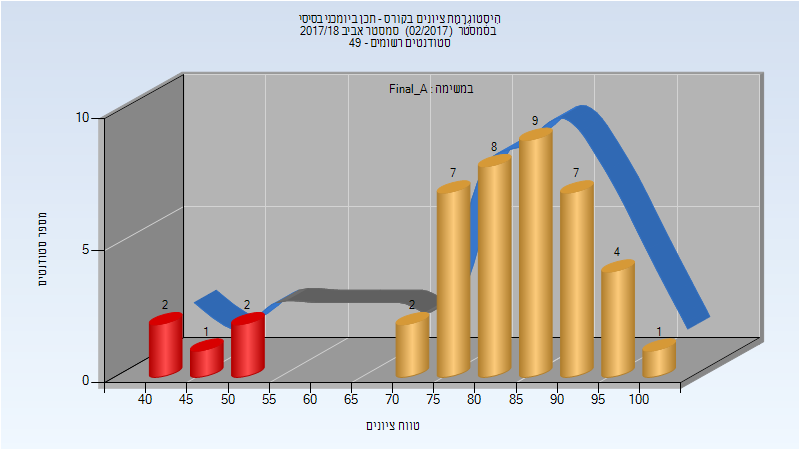 היסטוגרמת ציונים בקורס - תכן ביומכני בסיסי
בסמסטר (02/2017) סמסטר אביב 2017/18
סטודנטים רשומים - 49
במשימה : Final_A
מספר סטודנטים
10
5
0
2
1
2
2
7
8
9
7
4
1
40 45 50 55 60 65 70 75 80 85 90 95 100
טווח ציונים